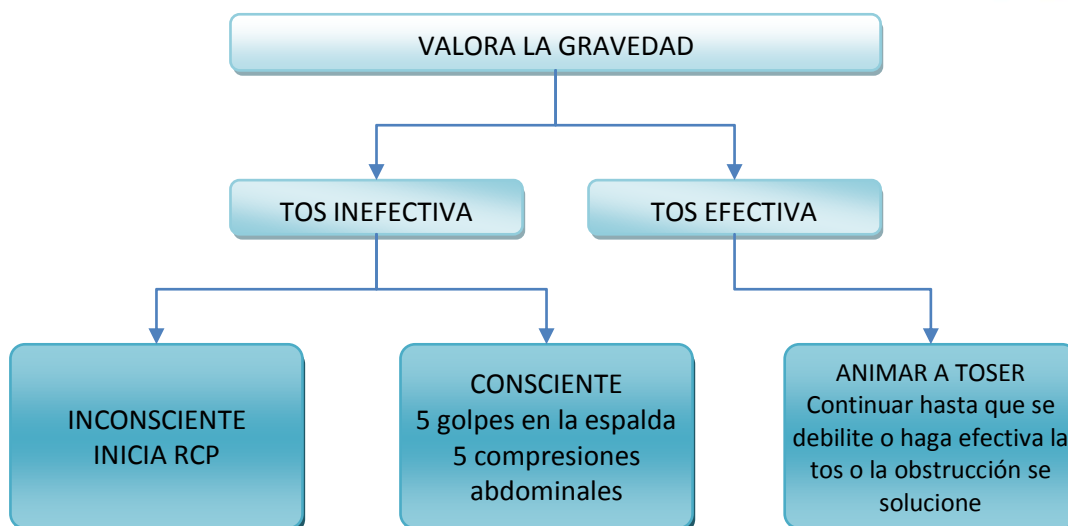 VALORA LA GRAVEDAD
TOS INEFECTIVA
TOS EFECTIVA
INCONSCIENTE
INICIA RCP
CONSCIENTE
5 golpes en la espalda
5 compresiones
abdominales
ANIMAR A TOSER
Continuar hasta que se
debilite o haga efectiva la
tos o la obstrucción se
solucione